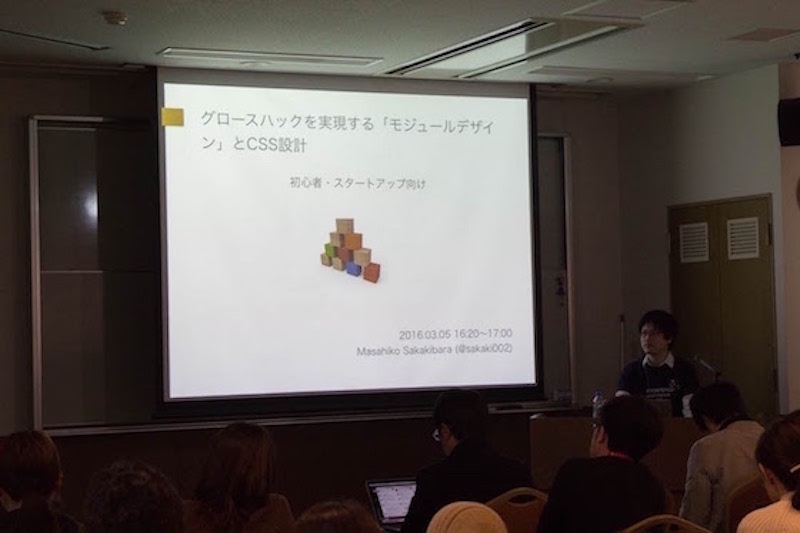 グロースハックを実現する「モジュールデザイ
ン」とCSS設計
初心者・スタートアップ向け
2016.03.05 16:20〜17:00
Masahiko Sakakibara (@sakaki002)